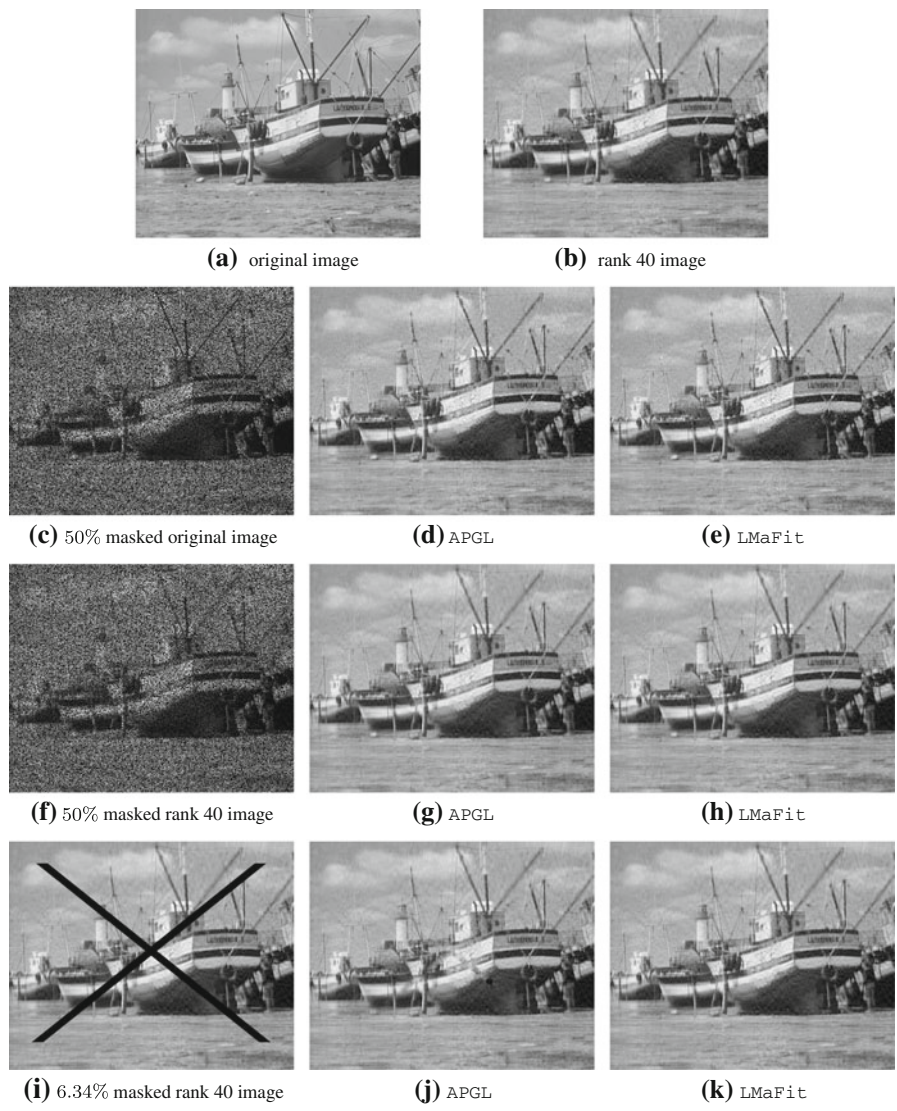 (a) original image
(b) rank 40 image
(c) 50% masked original image
(d) APGL
(e) LMaFit
(f) 50% masked rank 40 image
(g) APGL
(h) LMaFit
(i) 6.34% masked rank 40 image
(j) APGL
(k) LMaFit